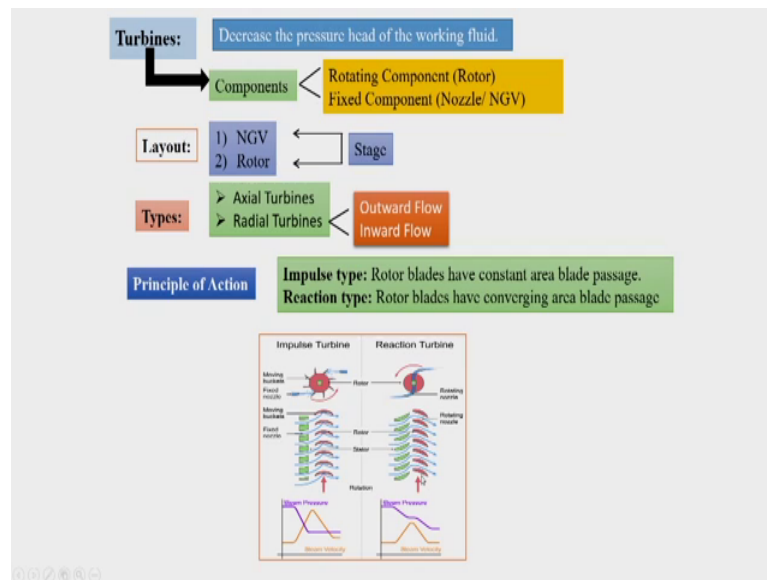 Turbines:
Decrease the pressure head of the working fluid.
Components
Rotating Component (Rotor)
Fixed Component (Nozzle/ NGV)
Layout:
1) NGV
2) Rotor
Stage
Types:
➢ Axial Turbines
➢ Radial Turbines
Outward Flow
Inward Flow
Principle of Action
Impulse type: Rotor blades have constant area blade passage.
Reaction type: Rotor blades have converging area blade passage
Impulse Turbine
Reaction Turbine
Moving
buckets
Fixed
nozzle
Rotor
Rotating
nozzle
Moving
buckets
Fixed
nozzle
Rotor
Stator
Rotating
nozzle
Rotation
Steam Pressure
Steam Velocity
Steam Pressure
Steam Velocity